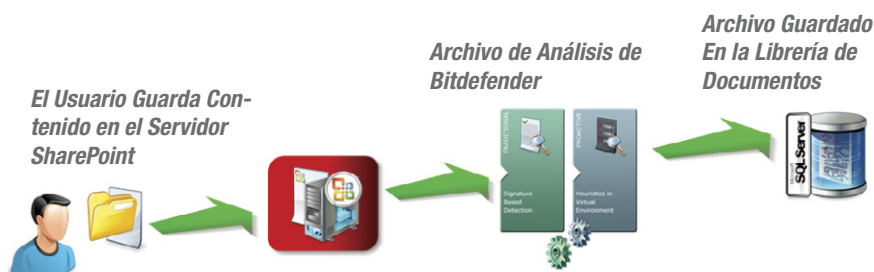 Archivo Guardado
En la Librería de
Documentos
Archivo de Análisis de
Bitdefender
El Usuario Guarda Con-
tenido en el Servidor
SharePoint
TRADITIONAL
PROACTIVE
Signature
Based
Detection
Heuristics in
Virtual
Environment
Microsoft
SQL Server